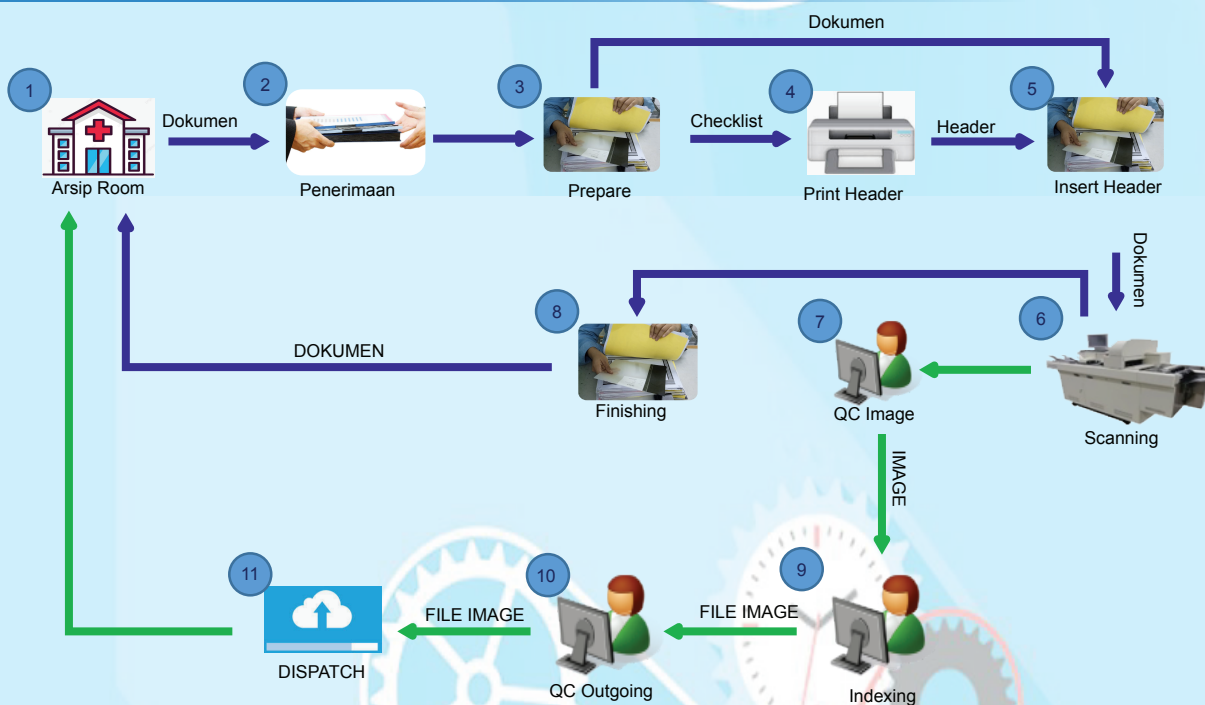 Dokumen
1
2
3
4
5
Dokumen
Checklist
Header
Arsip Room
Penerimaan
Prepare
Print Header
Insert Header
Dokumen
8
7
6
DOKUMEN
Finishing
QC Image
Scanning
IMAGE
11
10
9
FILE IMAGE
FILE IMAGE
DISPATCH
QC Outgoing
Indexing